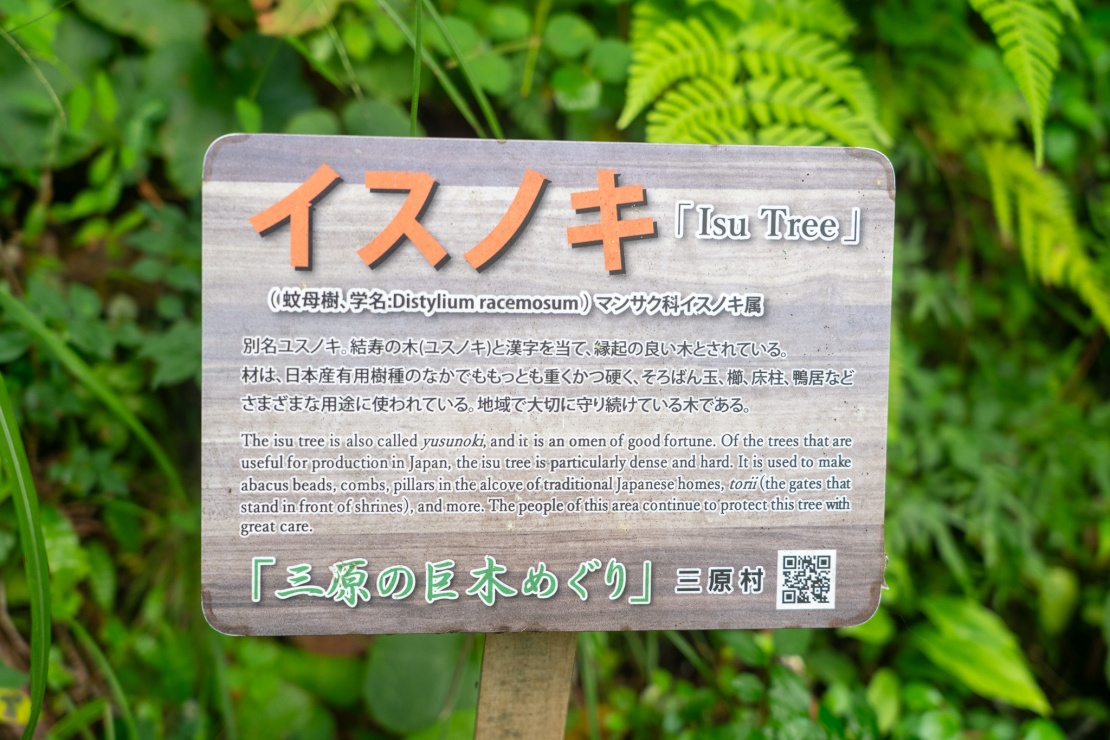 イスノキ「Isu Tree」
(蚊母樹、学名:Distylium racemosum) マンサク科イスノキ属
別名ユスノキ。結寿の木(ユスノキ)と漢字を当て、縁起の良い木とされている。
材は、日本産有用樹種のなかでももっとも重くかつ硬く、そろばん玉、櫛、床柱、鴨居など
さまざまな用途に使われている。地域で大切に守り続けている木である。
The isu tree is also called yusunoki, and it is an omen of good fortune. Of the trees that are
useful for production in Japan, the isu tree is particularly dense and hard. It is used to make
abacus beads, combs, pillars in the alcove of traditional Japanese homes, torii (the gates that
stand in front of shrines), and more. The people of this area continue to protect this tree with
great care.
「三原の巨木めぐり」 三原村